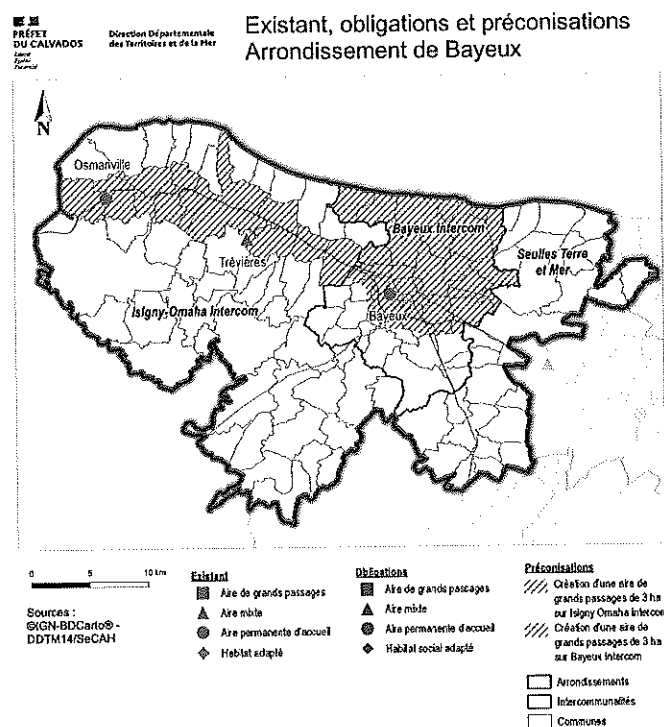 PRÉFET
DU CALVADOS
Liberté
Égalité
Fraternité
Direction Départementale
des Territoires et de la Mer
Existant, obligations et préconisations
Arrondissement de Bayeux
N
Osmanville
Bayeux Intercom
Seulles Terre
et Mer
Trévières
Isigny-Omaha Intercom
Bayeux
0 5 10 km
Sources :
©IGN-BDCarto® -
DDTM14/SeCAH
Existant
Aire de grands passages
Aire mixte
Aire permanente d'accueil
Habitat adapté
Obligations
Aire de grands passages
Aire mixte
Aire permanente d'accueil
Habitat social adapté
Préconisations
Création d'une aire de
grands passages de 3 ha
sur Isigny Omaha Intercom
Création d'une aire de
grands passages de 3 ha
sur Bayeux Intercom
Arrondissements
Intercommunalités
Communes